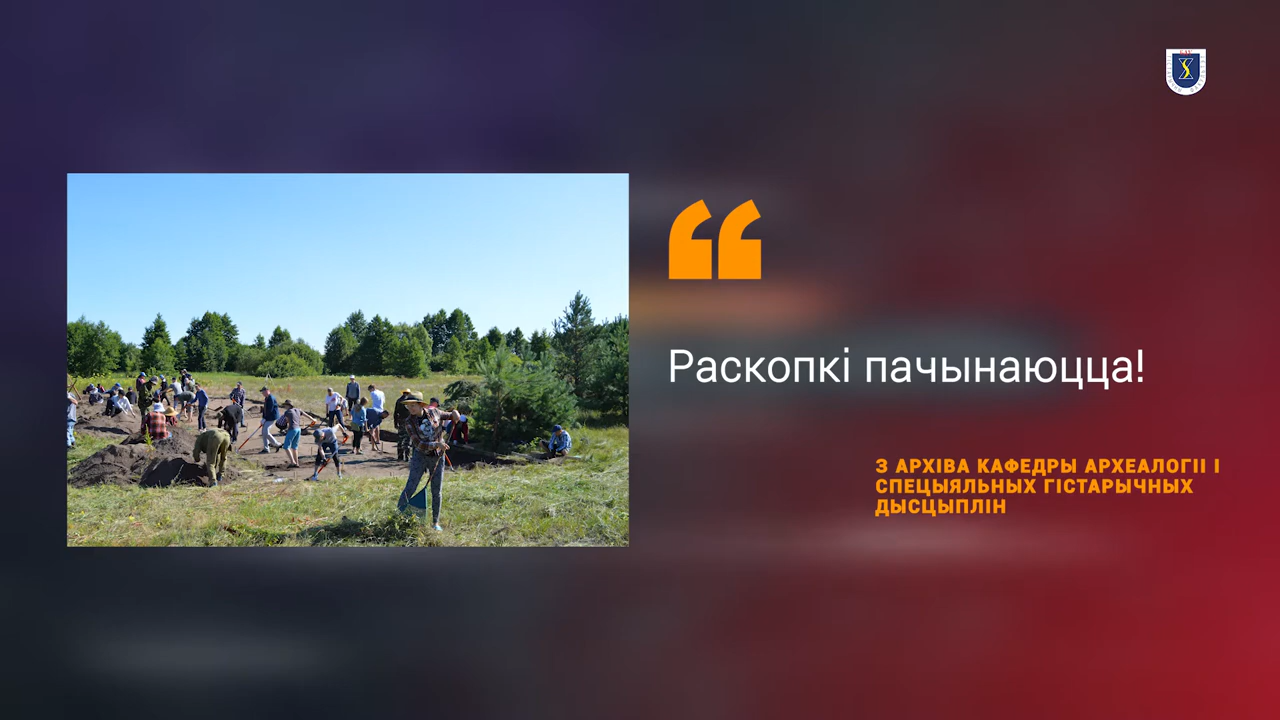 Раскопкі пачынаюцца!
З АРХІВА КАФЕДРЫ АРХЕАЛОГІІ І
СПЕЦЫЯЛЬНЫХ ГІСТАРЫЧНЫХ
ДЫСЦЫПЛІН